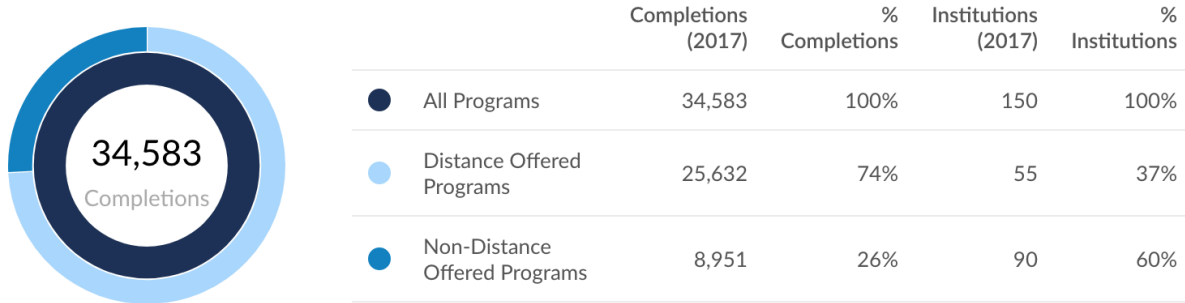 34,583
Completions
Completions (2017) % Completions Institutions (2017) % Institutions
All Programs 34,583 100% 150 100%
Distance Offered Programs 25,632 74% 55 37%
Non-Distance Offered Programs 8,951 26% 90 60%